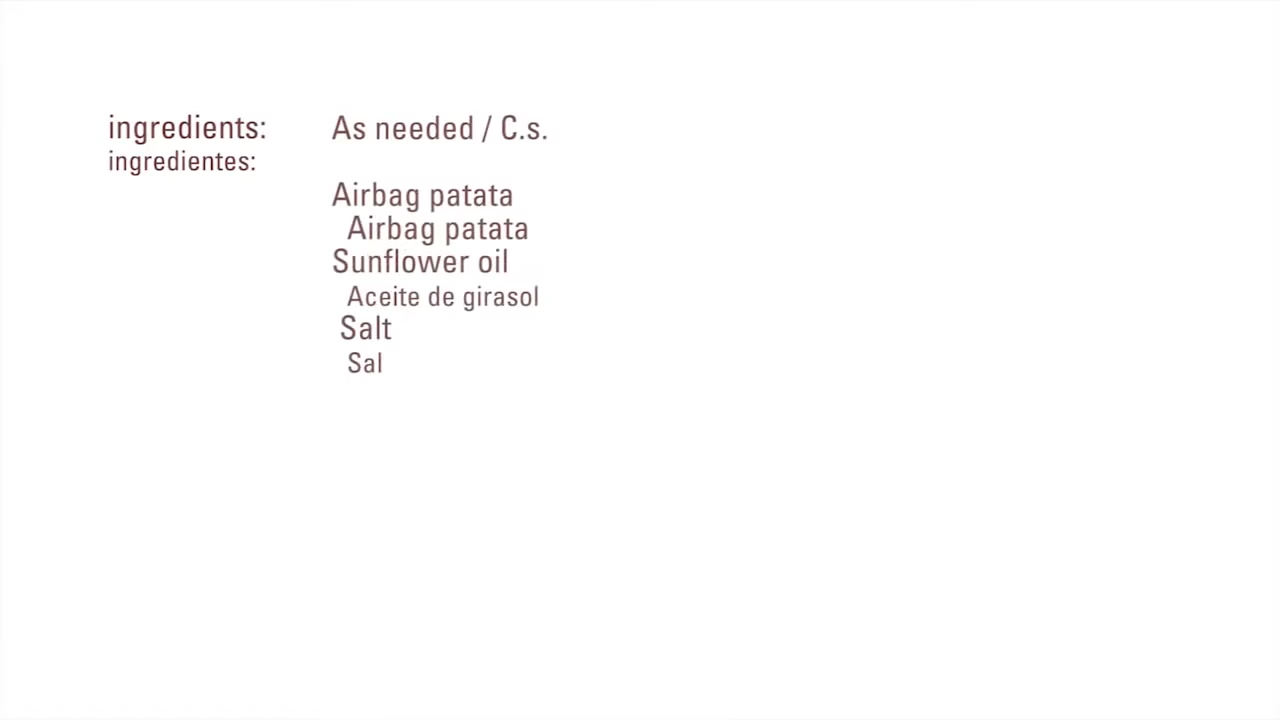 ingredients: As needed / C.s.
ingredientes:
Airbag patata
Airbag patata
Sunflower oil
Aceite de girasol
Salt
Sal